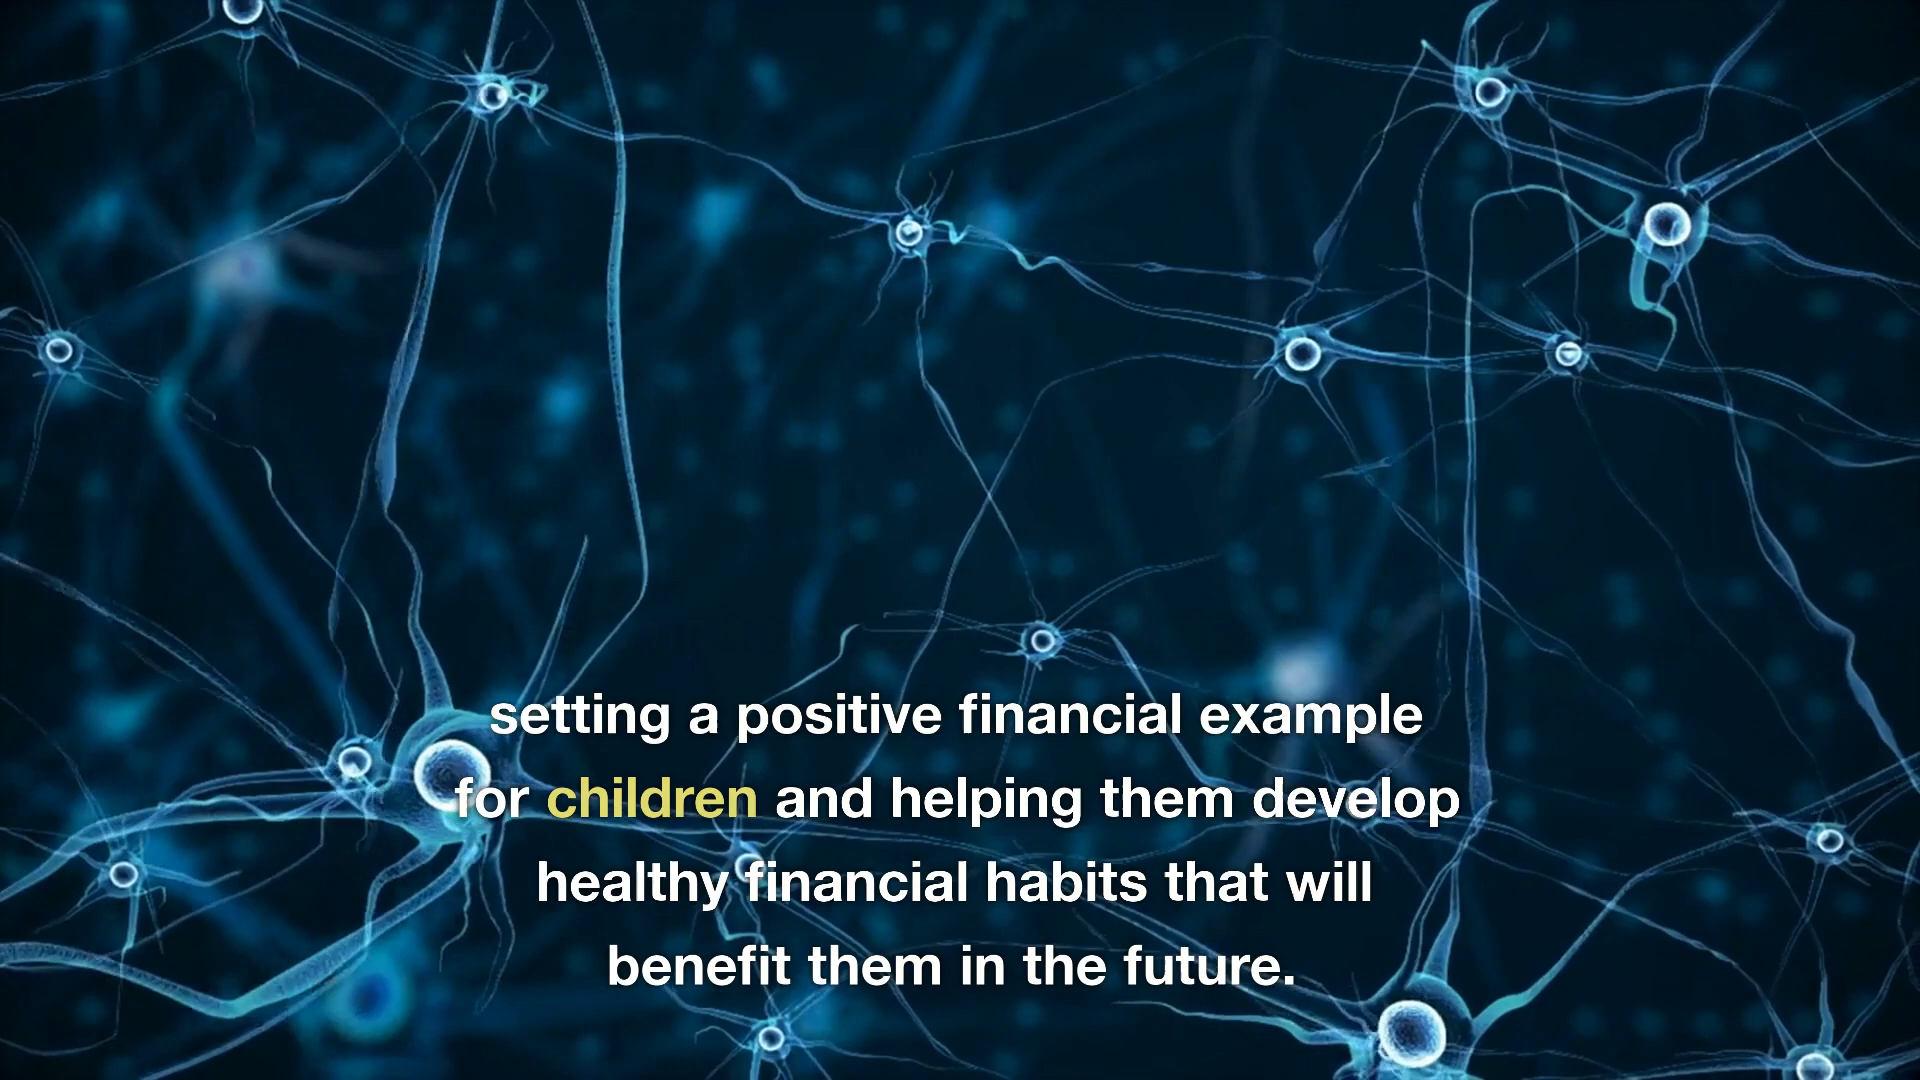 setting a positive financial example
for children and helping them develop
healthy financial habits that will
benefit them in the future.